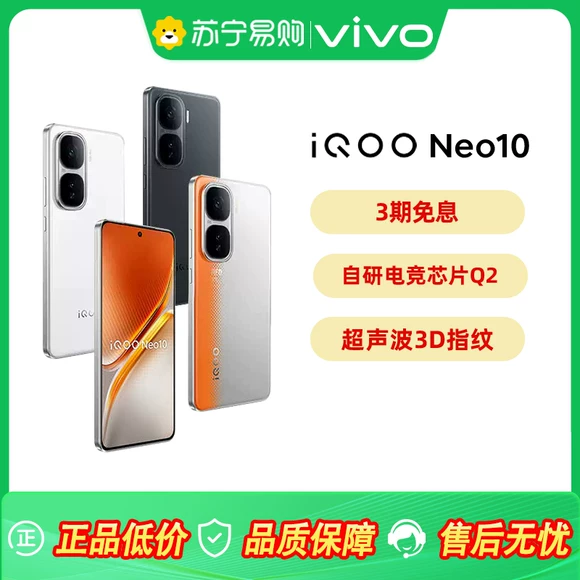 苏宁易购 | vivo
iQOO Neo10
3期免息
自研电竞芯片Q2
超声波3D指纹
iQOO
iQOO
iQOO Neo10
正 正品低价 品质保障 售后无忧